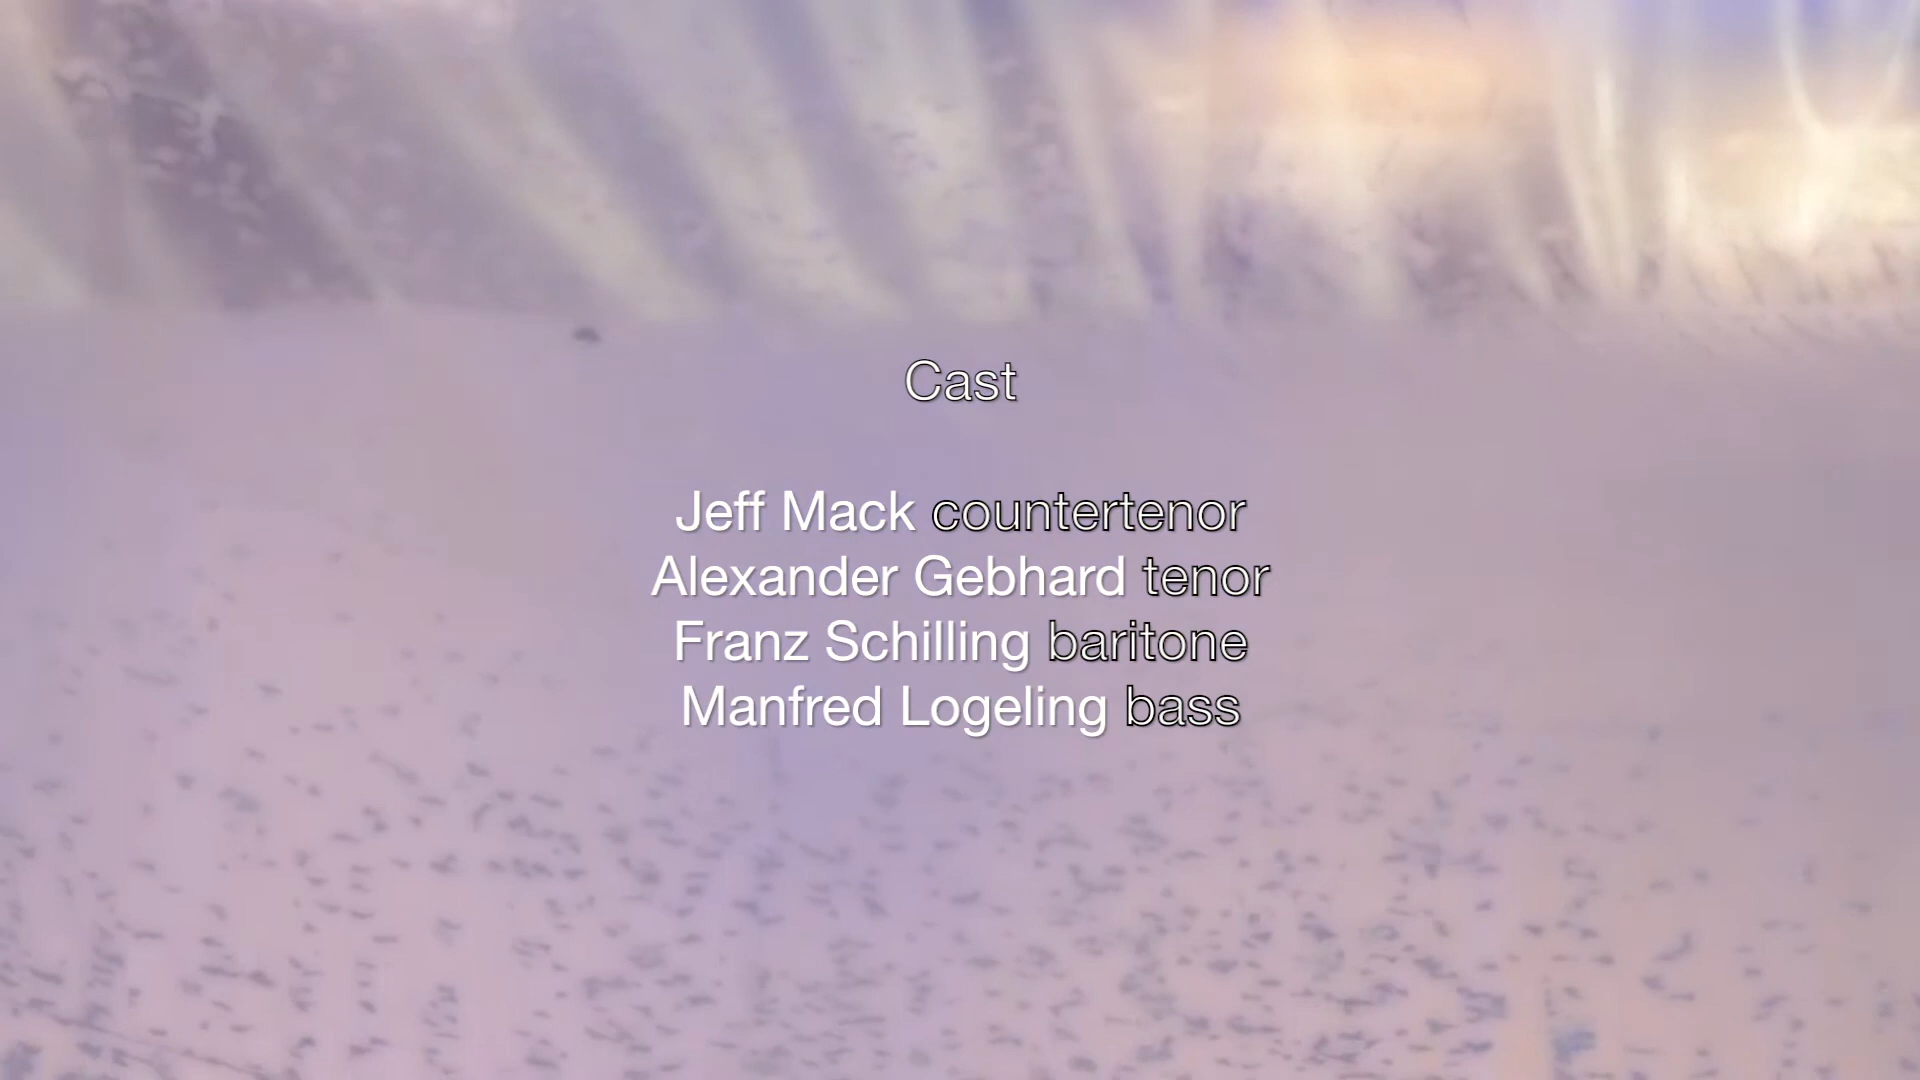 Cast
Jeff Mack countertenor
Alexander Gebhard tenor
Franz Schilling baritone
Manfred Logeling bass